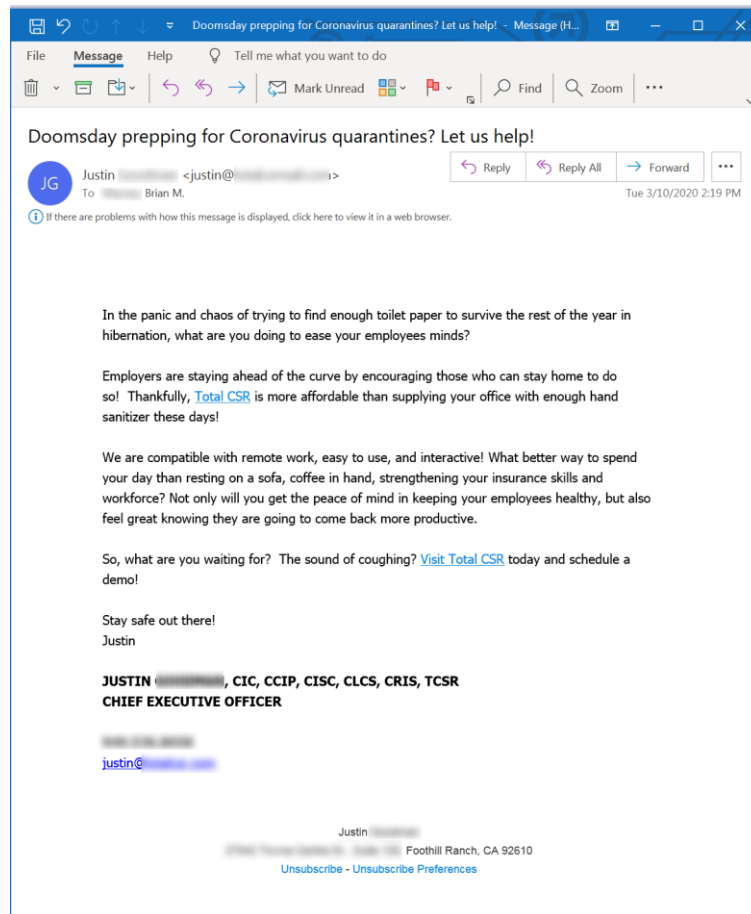 Doomsday prepping for Coronavirus quarantines? Let us help! - Message (H...
File Message Help Tell me what you want to do
Mark Unread Find Zoom
Doomsday prepping for Coronavirus quarantines? Let us help!
JG
Justin <justin@ >
Reply Reply All Forward
To Brian M.
Tue 3/10/2020 2:19 PM
If there are problems with how this message is displayed, click here to view it in a web browser.
In the panic and chaos of trying to find enough toilet paper to survive the rest of the year in
hibernation, what are you doing to ease your employees minds?
Employers are staying ahead of the curve by encouraging those who can stay home to do
so! Thankfully, Total CSR is more affordable than supplying your office with enough hand
sanitizer these days!
We are compatible with remote work, easy to use, and interactive! What better way to spend
your day than resting on a sofa, coffee in hand, strengthening your insurance skills and
workforce? Not only will you get the peace of mind in keeping your employees healthy, but also
feel great knowing they are going to come back more productive.
So, what are you waiting for? The sound of coughing? Visit Total CSR today and schedule a
demo!
Stay safe out there!
Justin
JUSTIN , CIC, CCIP, CISC, CLCS, CRIS, TCSR
CHIEF EXECUTIVE OFFICER
justin@
Justin
Foothill Ranch, CA 92610
Unsubscribe - Unsubscribe Preferences